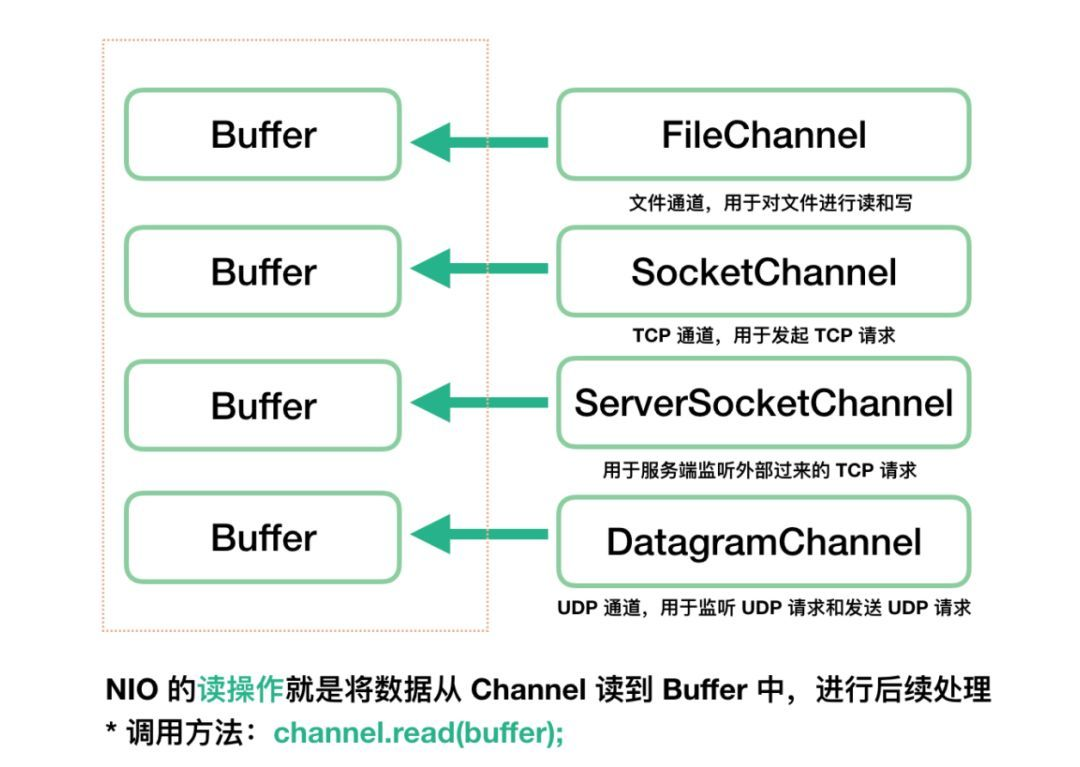 Buffer
FileChannel
文件通道，用于对文件进行读和写
Buffer
SocketChannel
TCP 通道，用于发起 TCP 请求
Buffer
ServerSocketChannel
用于服务端监听外部过来的 TCP 请求
Buffer
DatagramChannel
UDP 通道，用于监听 UDP 请求和发送 UDP 请求
NIO 的读操作就是将数据从 Channel 读到 Buffer 中，进行后续处理
* 调用方法：channel.read(buffer);